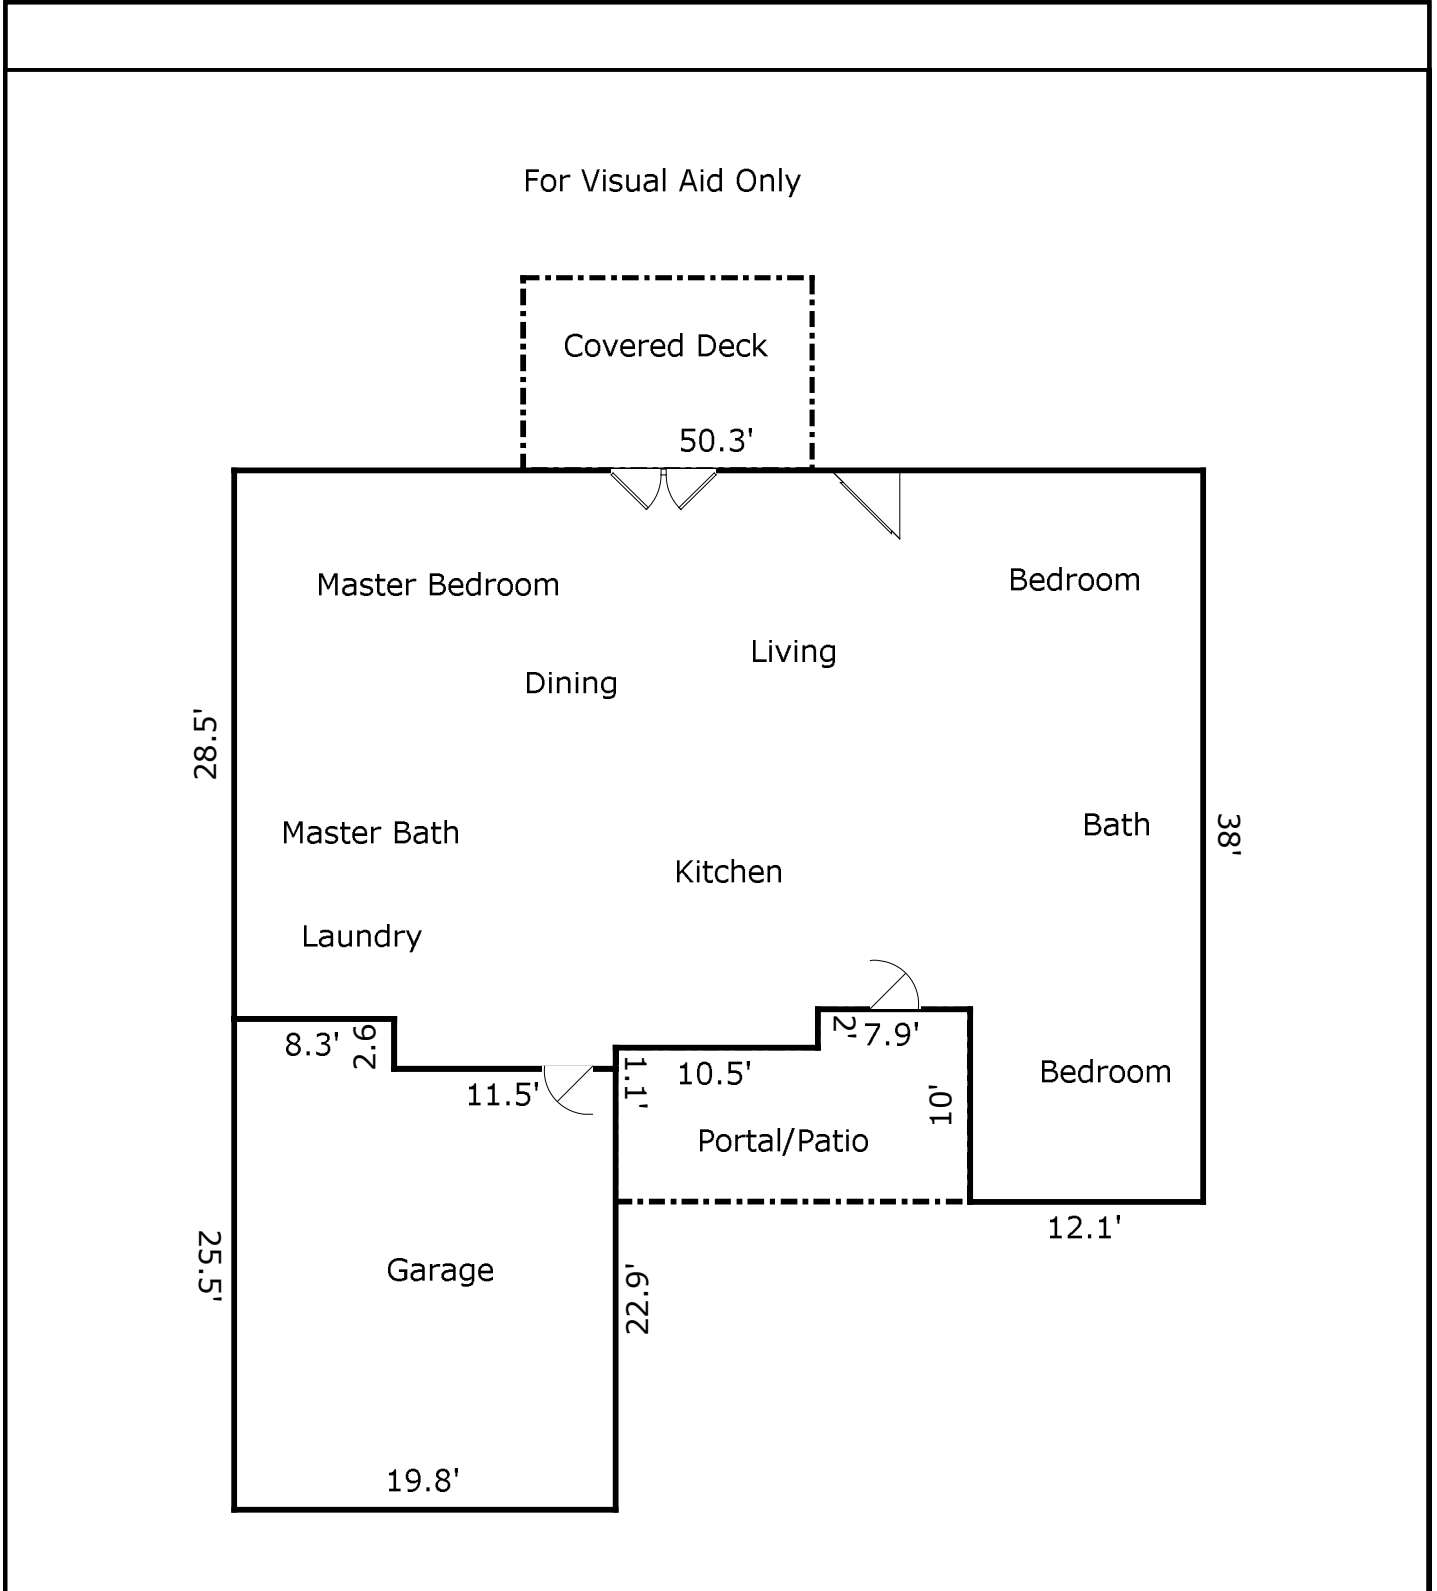 For Visual Aid Only
Covered Deck
50.3'
Master Bedroom
Bedroom
Living
Dining
28.5'
Master Bath
Bath
38'
Kitchen
Laundry
8.3'
2.6
2'
7.9'
11.5'
1.1'
10.5'
10'
Bedroom
Portal/Patio
12.1'
25.5'
Garage
22.9'
19.8'